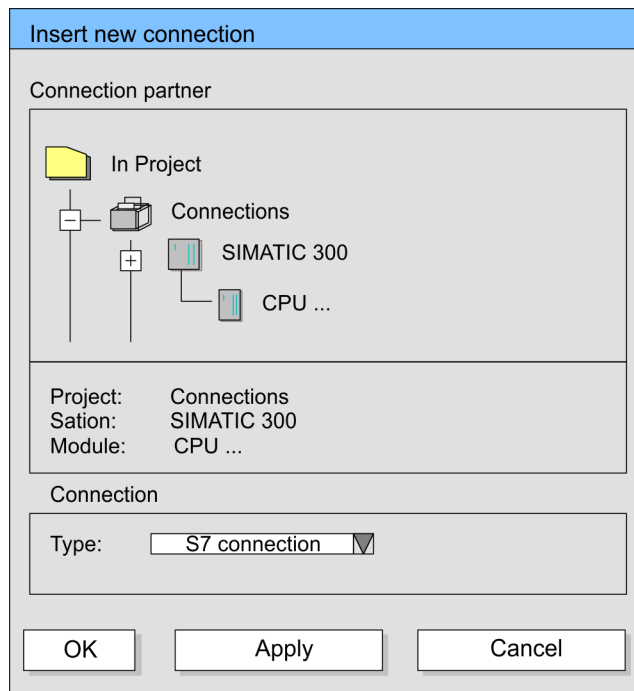 Insert new connection
Connection partner
In Project
Connections
SIMATIC 300
CPU ...
Project: Connections
Sation: SIMATIC 300
Module: CPU ...
Connection
Type: S7 connection
OK Apply Cancel